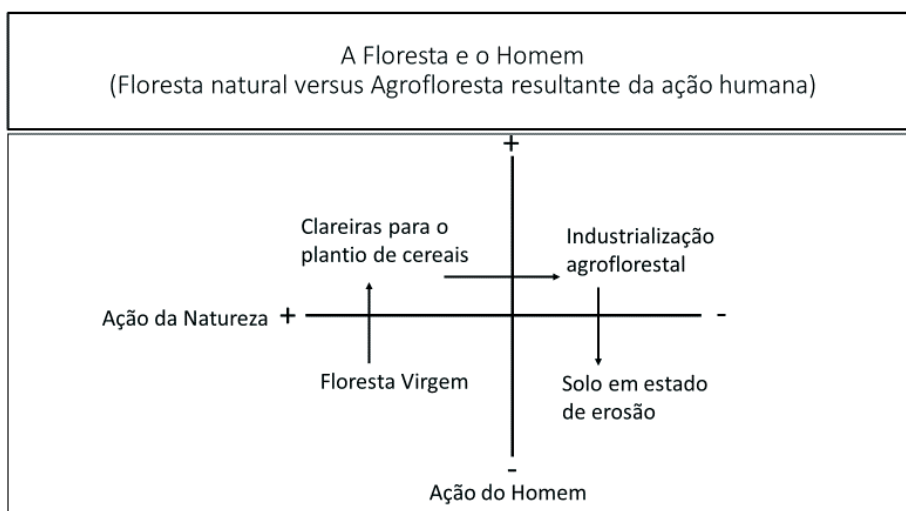 A Floresta e o Homem
(Floresta natural versus Agrofloresta resultante da ação humana)
+
Clareiras para o
plantio de cereais
Industrialização
agroflorestal
Ação da Natureza + -
Floresta Virgem
Solo em estado
de erosão
-
Ação do Homem